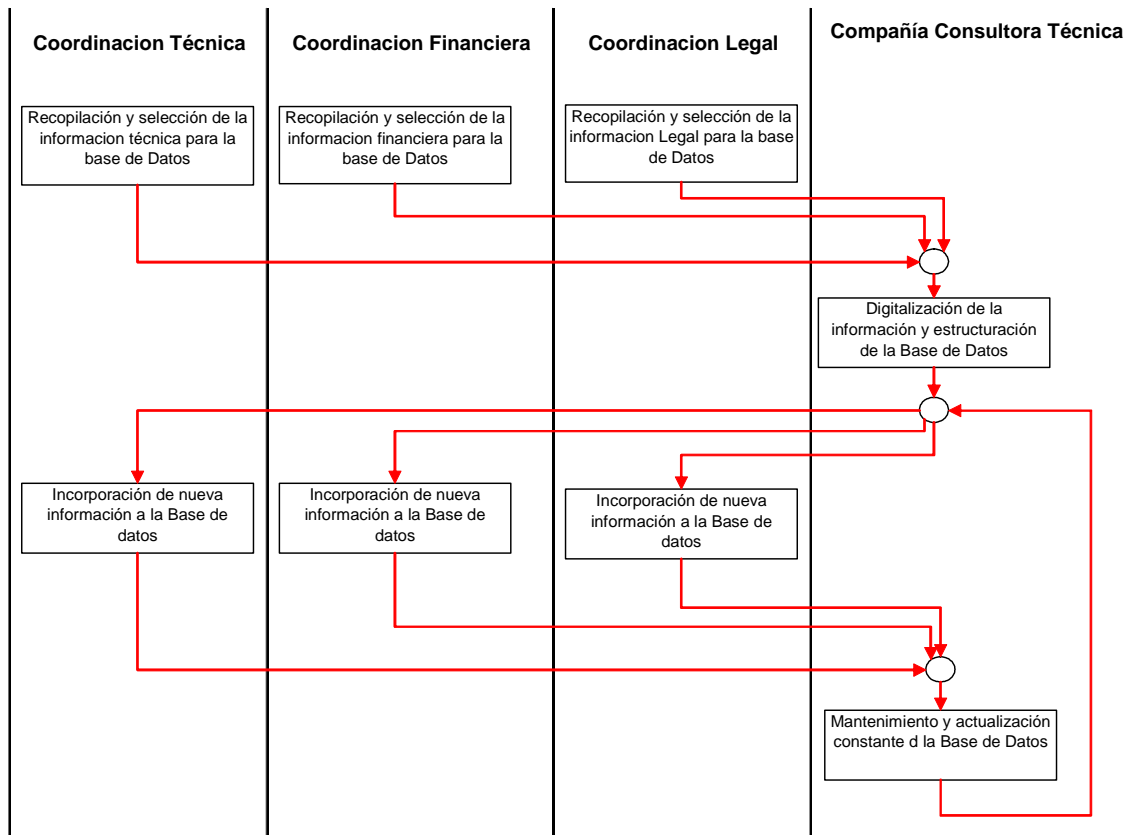 Coordinacion Técnica
Coordinacion Financiera
Coordinacion Legal
Compañía Consultora Técnica
Recopilación y selección de la
informacion técnica para la
base de Datos
Recopilación y selección de la
informacion financiera para la
base de Datos
Recopilación y selección de la
informacion Legal para la base
de Datos
Digitalización de la
información y estructuración
de la Base de Datos
Incorporación de nueva
información a la Base de
datos
Incorporación de nueva
información a la Base de
datos
Incorporación de nueva
información a la Base de
datos
Mantenimiento y actualización
constante d la Base de Datos